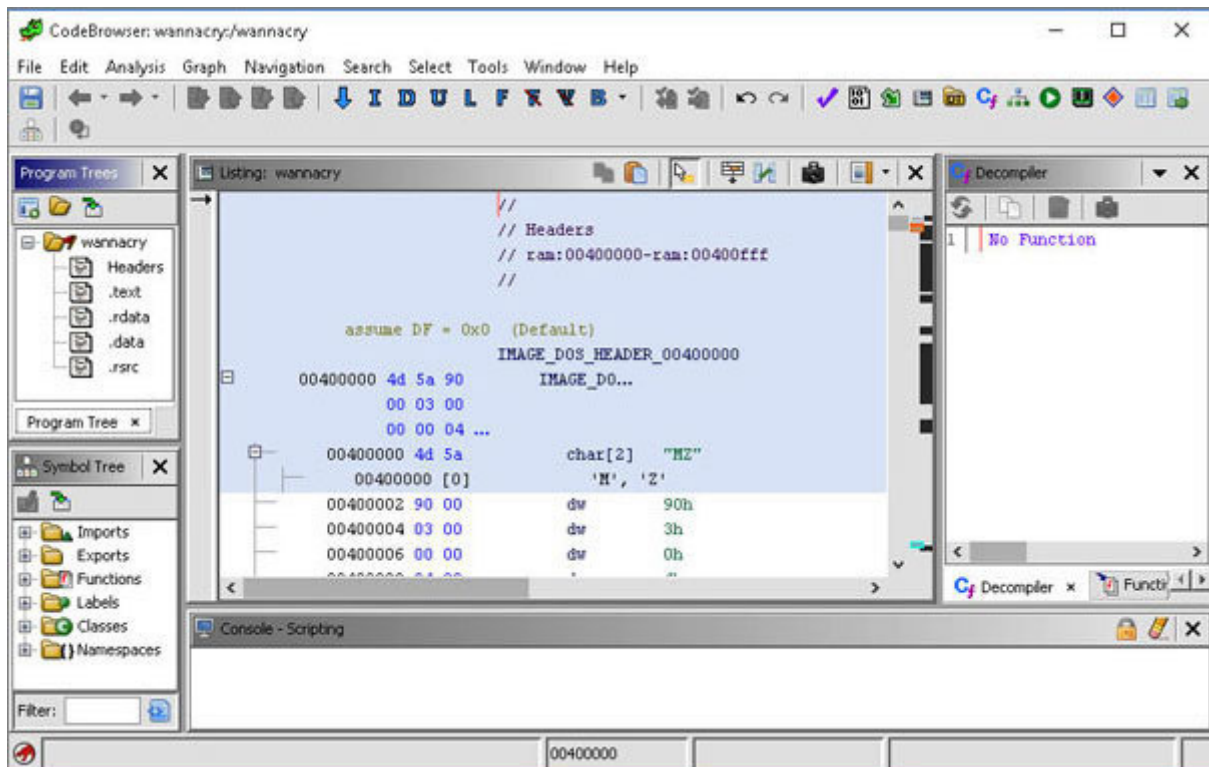 CodeBrowser: wannacry:/wannacry
File Edit Analysis Graph Navigation Search Select Tools Window Help
I D U L F B
Program Trees
wannacry
Headers
.text
.rdata
.data
.rsrc
Program Tree
Symbol Tree
Imports
Exports
Functions
Labels
Classes
Namespaces
Filter:
Listing: wannacry
//
// Headers
// ram:00400000-ram:00400fff
//
assume DF = 0x0 (Default)
IMAGE_DOS_HEADER_00400000
00400000 4d 5a 90 IMAGE_DO...
00 03 00
00 00 04 ...
00400000 4d 5a char[2] "MZ"
00400000 [0] 'M', 'Z'
00400002 90 00 dw 90h
00400004 03 00 dw 3h
00400006 00 00 dw 0h
Decompiler
1 No Function
Decompiler
Functi
Console - Scripting
00400000